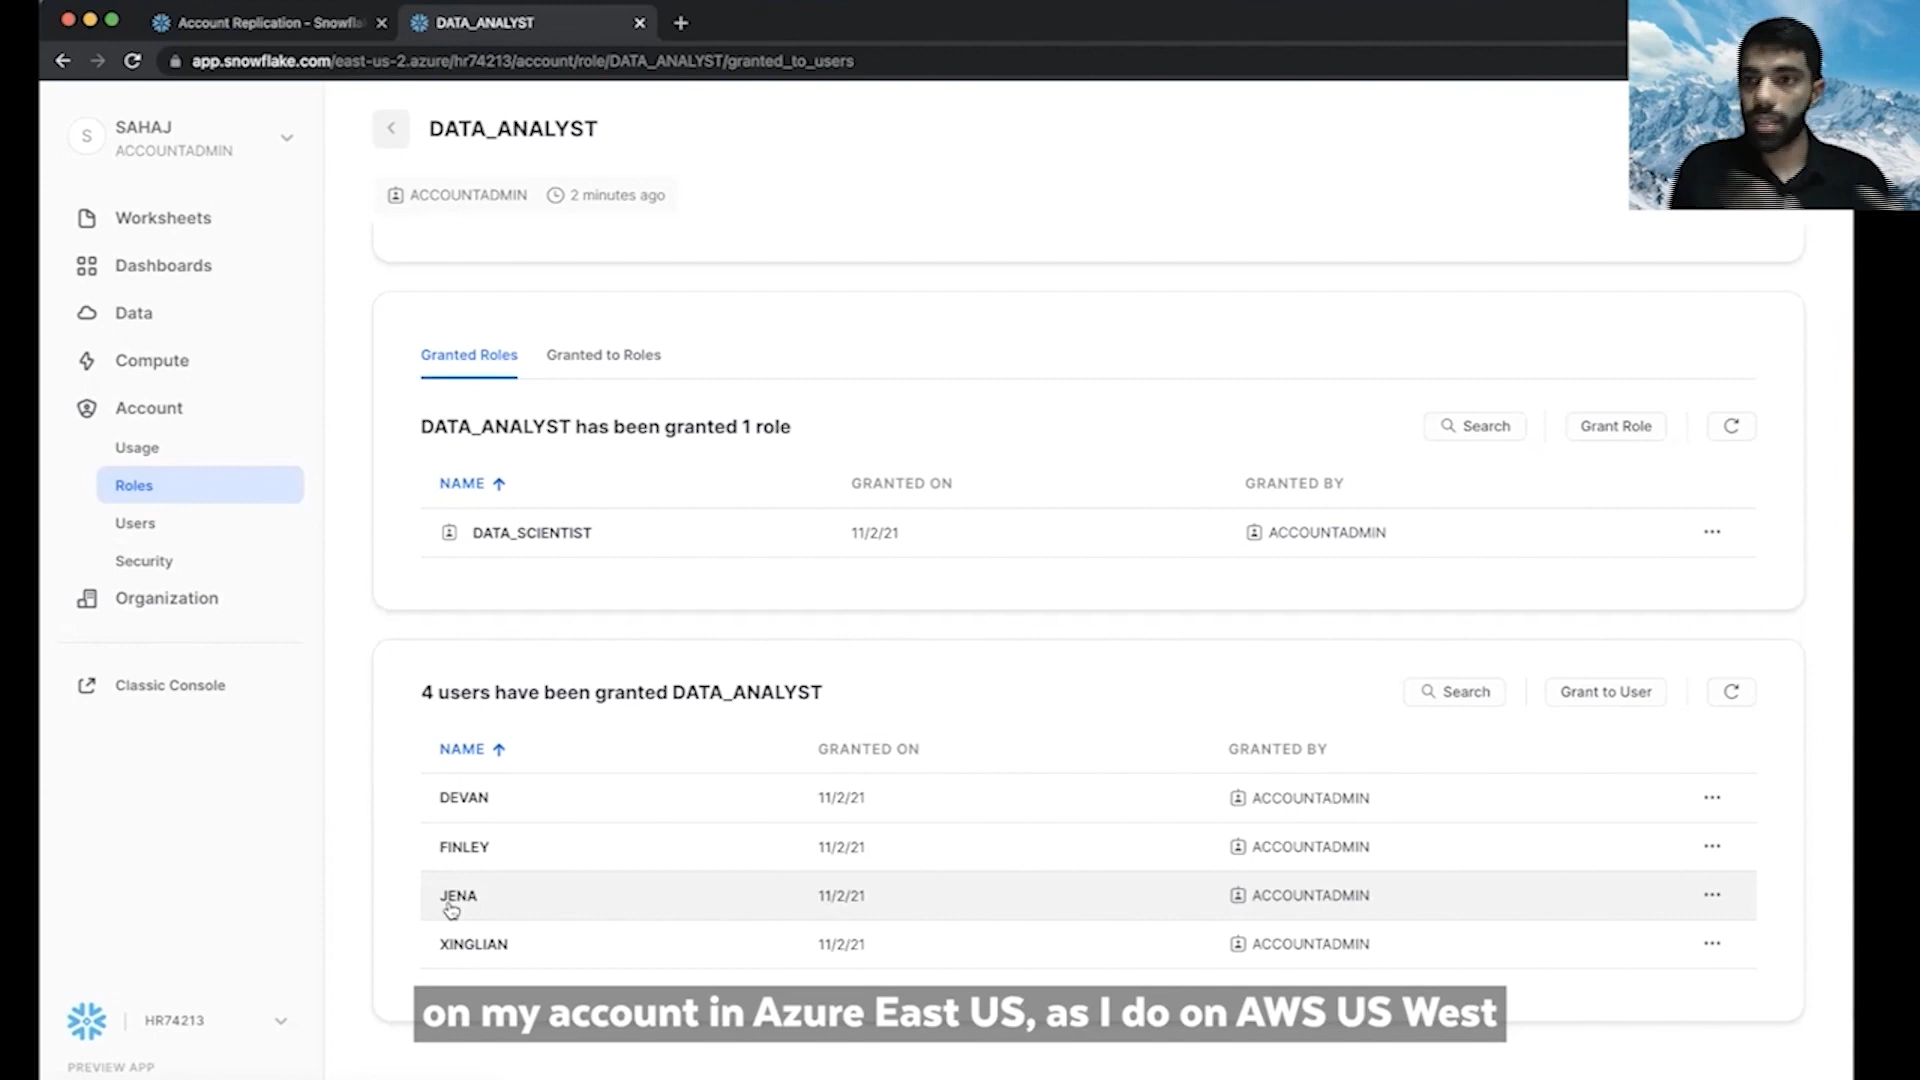 Account Replication - Snowfla
DATA_ANALYST
app.snowflake.com/east-us-2.azure/hr74213/account/role/DATA_ANALYST/granted_to_users
S
SAHAJ
ACCOUNTADMIN
Worksheets
Dashboards
Data
Compute
Account
Usage
Roles
Users
Security
Organization
Classic Console
HR74213
PREVIEW APP
DATA_ANALYST
ACCOUNTADMIN 2 minutes ago
Granted Roles Granted to Roles
DATA_ANALYST has been granted 1 role Search Grant Role
NAME GRANTED ON GRANTED BY
DATA_SCIENTIST 11/2/21 ACCOUNTADMIN
4 users have been granted DATA_ANALYST Search Grant to User
NAME GRANTED ON GRANTED BY
DEVAN 11/2/21 ACCOUNTADMIN
FINLEY 11/2/21 ACCOUNTADMIN
JENA 11/2/21 ACCOUNTADMIN
XINGLIAN 11/2/21 ACCOUNTADMIN
on my account in Azure East US, as I do on AWS US West